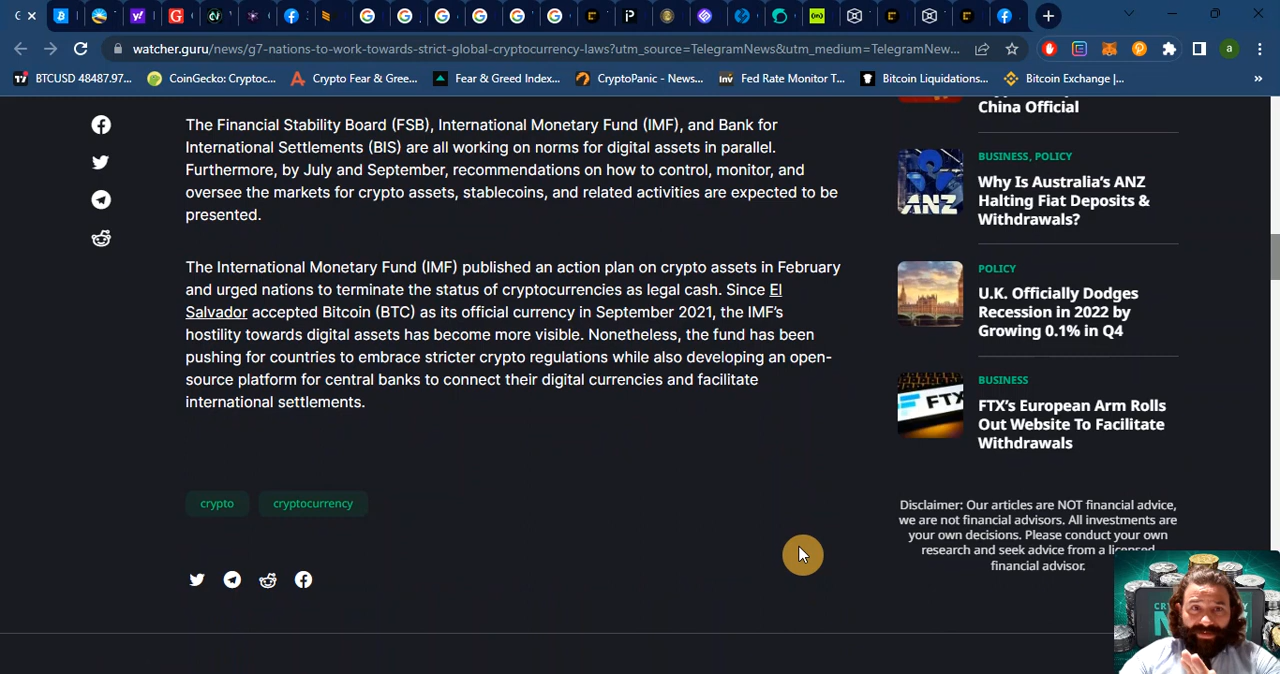 watcher.guru/news/g7-nations-to-work-towards-strict-global-cryptocurrency-laws?utm_source=TelegramNews&utm_medium=TelegramNew...
a
BTCUSD 48487.97...
CoinGecko: Cryptoc...
Crypto Fear & Gree...
Fear & Greed Index...
CryptoPanic - News...
Fed Rate Monitor T...
Bitcoin Liquidations...
Bitcoin Exchange |...
The Financial Stability Board (FSB), International Monetary Fund (IMF), and Bank for
International Settlements (BIS) are all working on norms for digital assets in parallel.
Furthermore, by July and September, recommendations on how to control, monitor, and
oversee the markets for crypto assets, stablecoins, and related activities are expected to be
presented.
The International Monetary Fund (IMF) published an action plan on crypto assets in February
and urged nations to terminate the status of cryptocurrencies as legal cash. Since El
Salvador accepted Bitcoin (BTC) as its official currency in September 2021, the IMF's
hostility towards digital assets has become more visible. Nonetheless, the fund has been
pushing for countries to embrace stricter crypto regulations while also developing an open-
source platform for central banks to connect their digital currencies and facilitate
international settlements.
crypto
cryptocurrency
China Official
BUSINESS, POLICY
Why Is Australia's ANZ
Halting Fiat Deposits &
Withdrawals?
ANZ
POLICY
U.K. Officially Dodges
Recession in 2022 by
Growing 0.1% in Q4
BUSINESS
FTX's European Arm Rolls
Out Website To Facilitate
Withdrawals
FTX
Disclaimer: Our articles are NOT financial advice,
we are not financial advisors. All investments are
your own decisions. Please conduct your own
research and seek advice from a licensed
financial advisor.